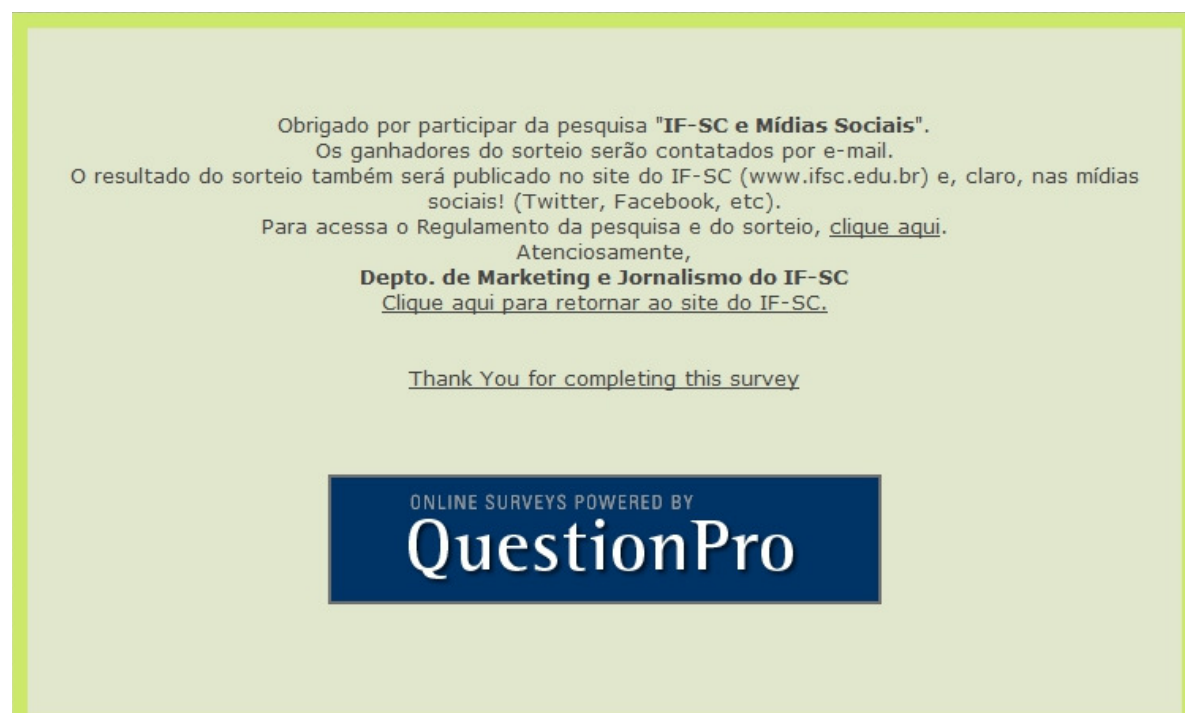 Obrigado por participar da pesquisa "IF-SC e Mídias Sociais".
Os ganhadores do sorteio serão contatados por e-mail.
O resultado do sorteio também será publicado no site do IF-SC (www.ifsc.edu.br) e, claro, nas mídias
sociais! (Twitter, Facebook, etc).
Para acessa o Regulamento da pesquisa e do sorteio, clique aqui.
Atenciosamente,
Depto. de Marketing e Jornalismo do IF-SC
Clique aqui para retornar ao site do IF-SC.
Thank You for completing this survey
ONLINE SURVEYS POWERED BY
QuestionPro